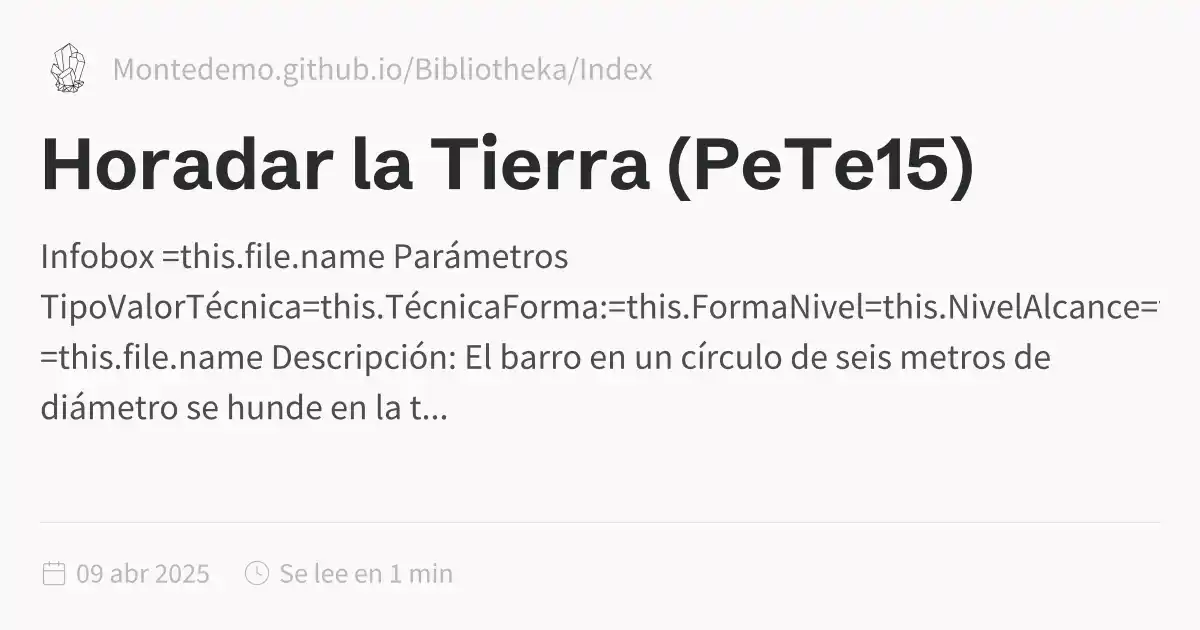 Montedemo.github.io/Bibliotheka/Index
Horadar la Tierra (PeTe15)
Infobox =this.file.name Parámetros
TipoValorTécnica=this.TécnicaForma:=this.FormaNivel=this.NivelAlcance=
=this.file.name Descripción: El barro en un círculo de seis metros de
diámetro se hunde en la t...
09 abr 2025 Se lee en 1 min